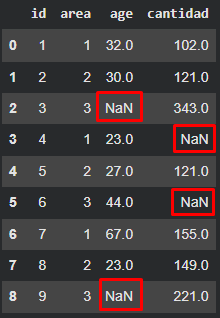 id area age cantidad
0 1 1 32.0 102.0
1 2 2 30.0 121.0
2 3 3 NaN 343.0
3 4 1 23.0 NaN
4 5 2 27.0 121.0
5 6 3 44.0 NaN
6 7 1 67.0 155.0
7 8 2 23.0 149.0
8 9 3 NaN 221.0